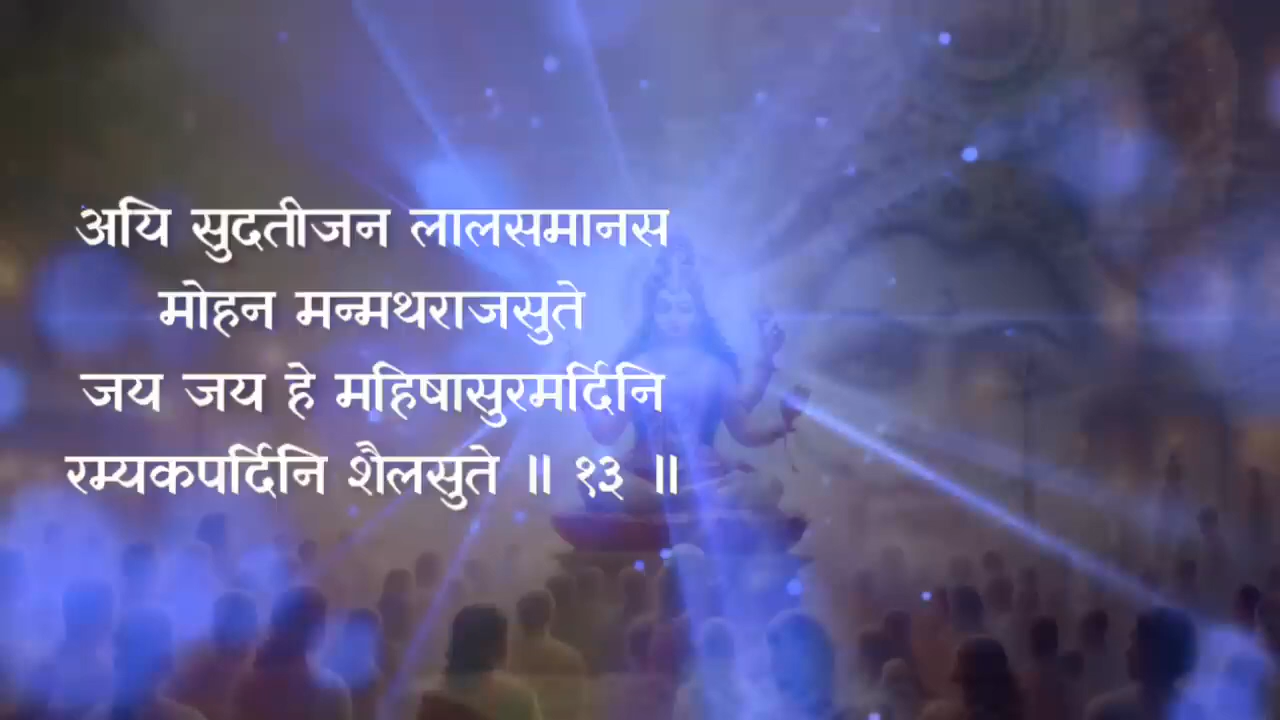 अयि सुदतीजन लालसमानस
मोहन मन्मथराजसुते
जय जय हे महिषासुरमर्दिनि
रम्यकपर्दिनि शैलसुते ॥ १३ ॥